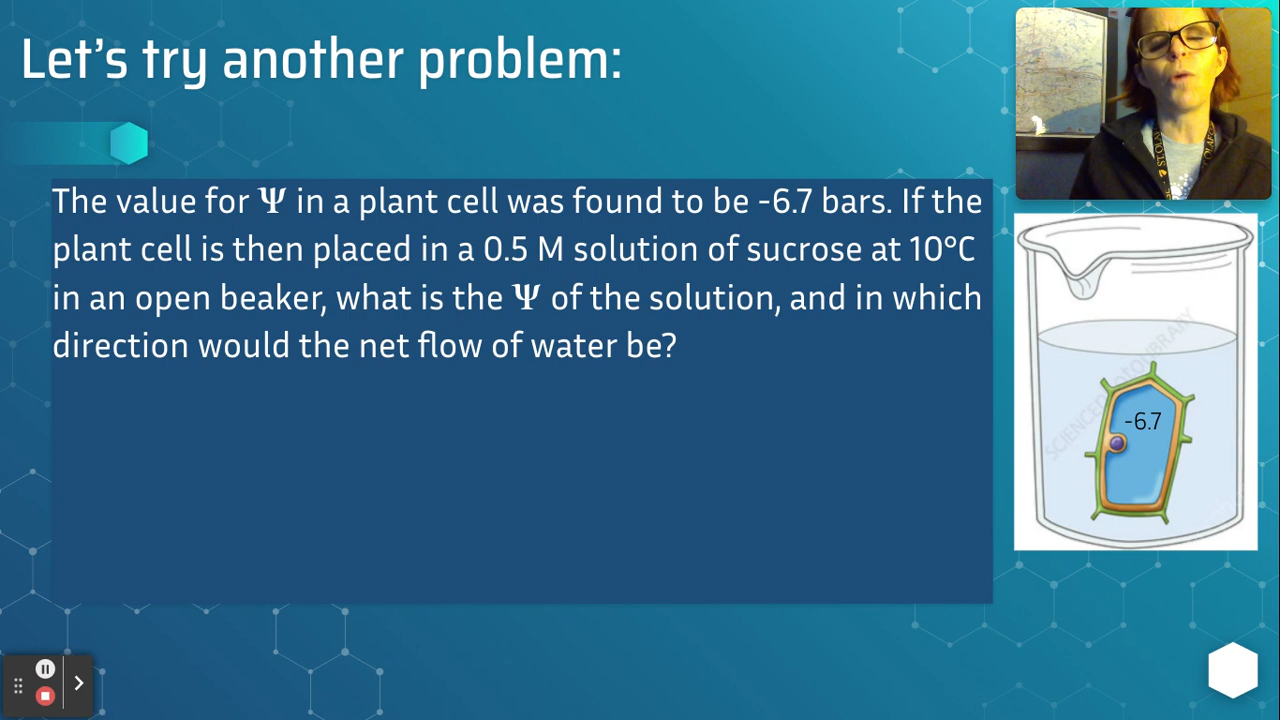 Let's try another problem:
The value for Ψ in a plant cell was found to be -6.7 bars. If the
plant cell is then placed in a 0.5 M solution of sucrose at 10°C
in an open beaker, what is the Ψ of the solution, and in which
direction would the net flow of water be?
-6.7